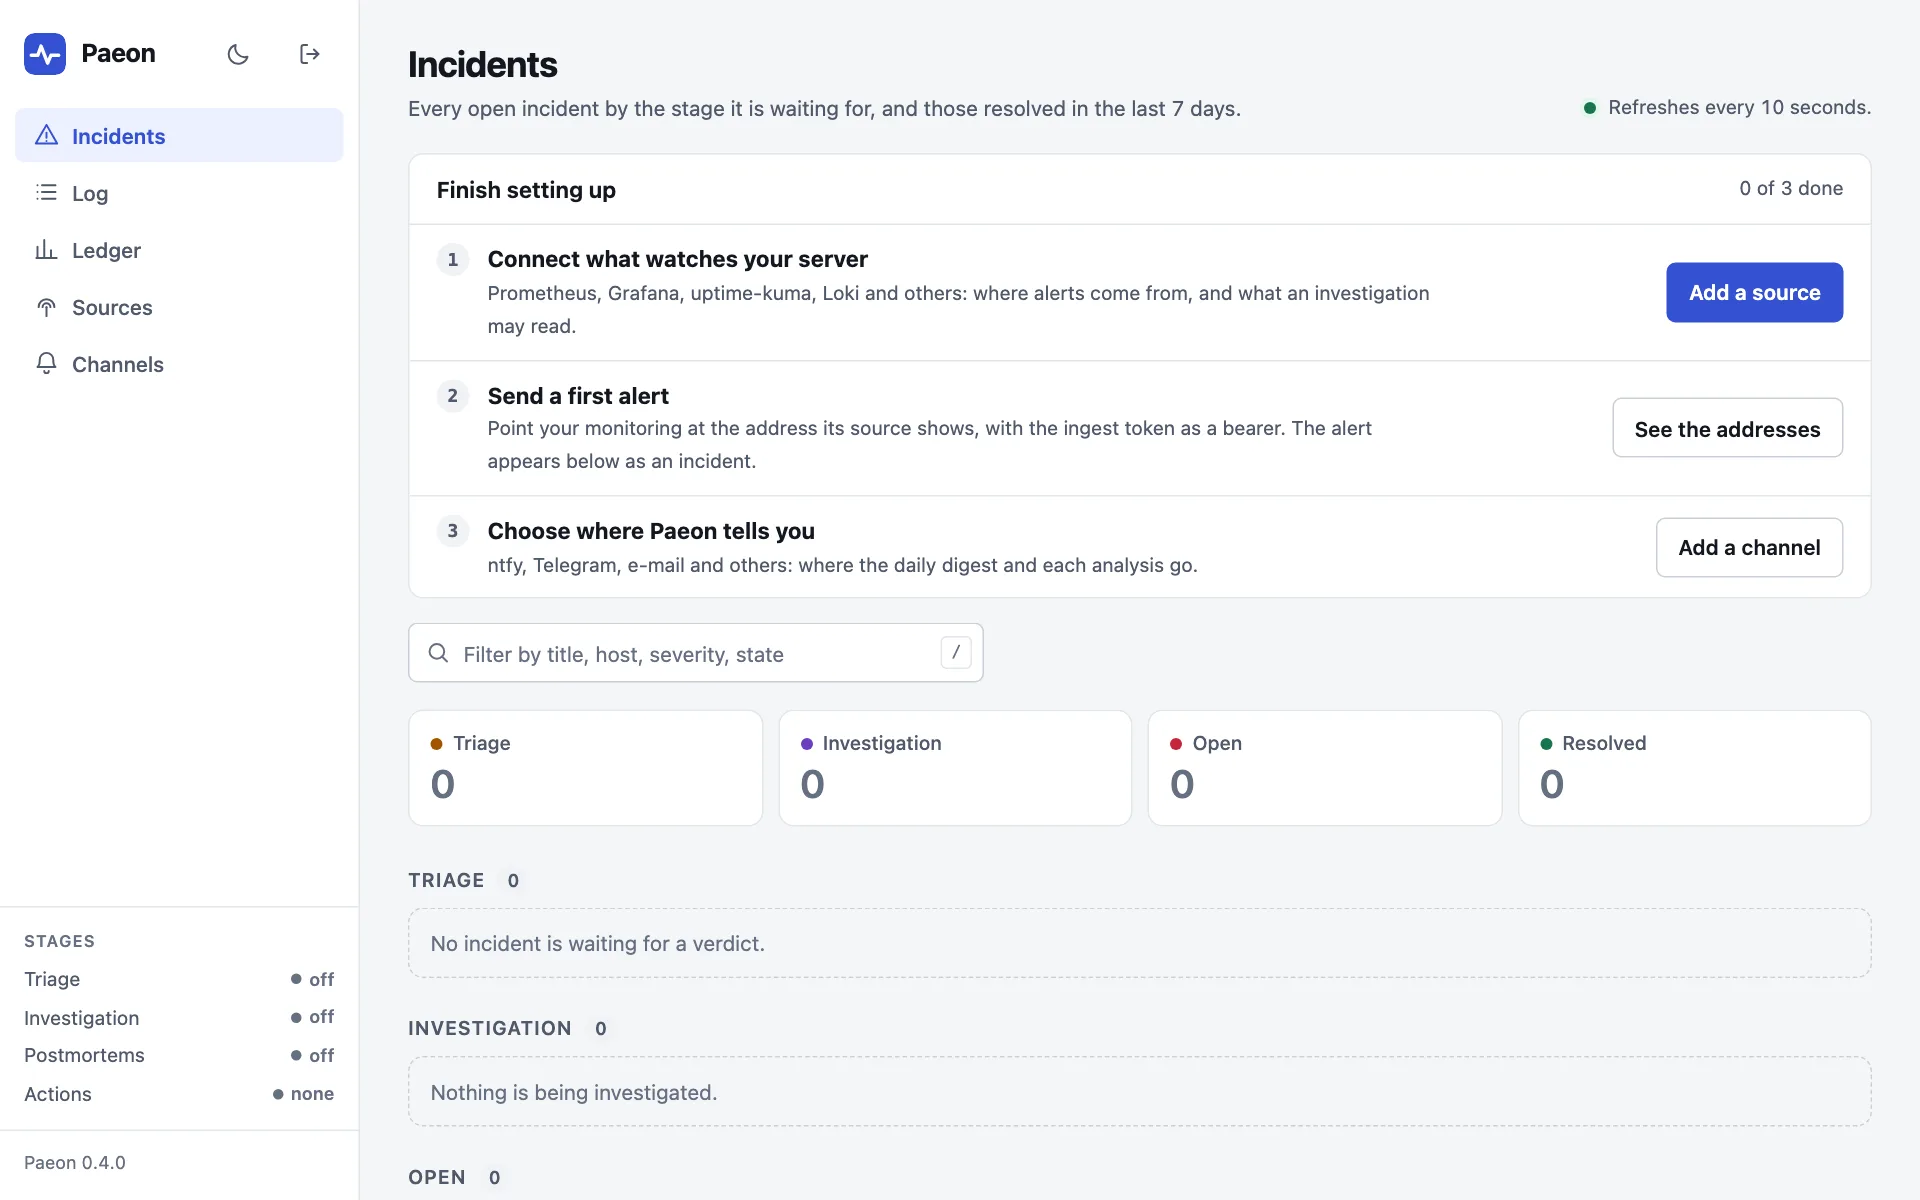 Paeon
Incidents
Log
Ledger
Sources
Channels
STAGES
Triage off
Investigation off
Postmortems off
Actions none
Paeon 0.4.0
Incidents
Every open incident by the stage it is waiting for, and those resolved in the last 7 days.
Refreshes every 10 seconds.
Finish setting up
0 of 3 done
1
Connect what watches your server
Prometheus, Grafana, uptime-kuma, Loki and others: where alerts come from, and what an investigation
may read.
Add a source
2
Send a first alert
Point your monitoring at the address its source shows, with the ingest token as a bearer. The alert
appears below as an incident.
See the addresses
3
Choose where Paeon tells you
ntfy, Telegram, e-mail and others: where the daily digest and each analysis go.
Add a channel
Filter by title, host, severity, state /
Triage
0
Investigation
0
Open
0
Resolved
0
TRIAGE 0
No incident is waiting for a verdict.
INVESTIGATION 0
Nothing is being investigated.
OPEN 0